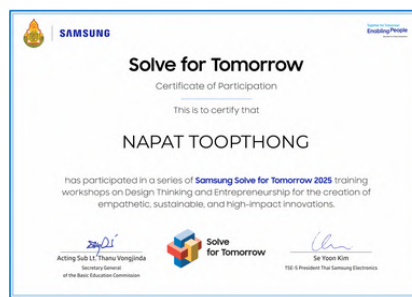 SAMSUNG
Together for Tomorrow!
Enabling People
Solve for Tomorrow
Certificate of Participation
This is to certify that
NAPAT TOOPTHONG
has participated in a series of Samsung Solve for Tomorrow 2025 training
workshops on Design Thinking and Entrepreneurship for the creation of
empathetic, sustainable, and high-impact innovations.
Acting Sub Lt. Thanu Vongjinda
Secretary General
of the Basic Education Commission
Solve
for Tomorrow
Se Yoon Kim
TSE-S President Thai Samsung Electronics